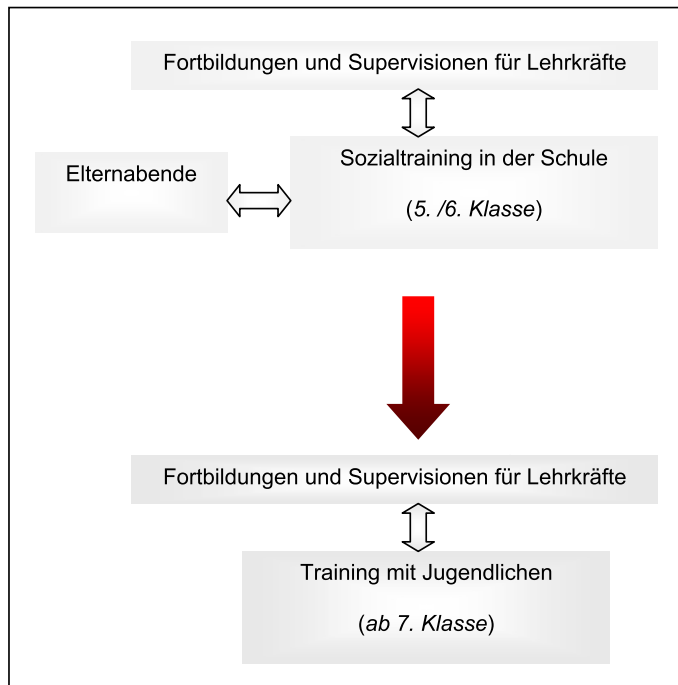 Fortbildungen und Supervisionen für Lehrkräfte
Elternabende
Sozialtraining in der Schule
(5. /6. Klasse)
Fortbildungen und Supervisionen für Lehrkräfte
Training mit Jugendlichen
(ab 7. Klasse)